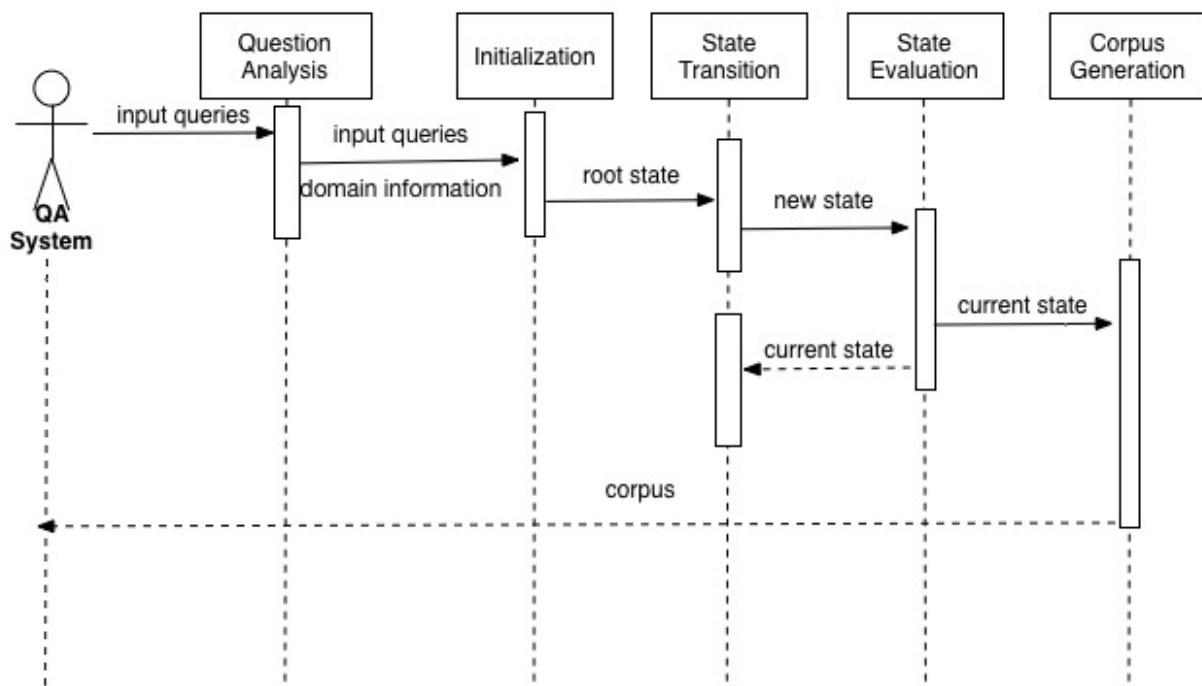 Question
Analysis
Initialization
State
Transition
State
Evaluation
Corpus
Generation
input queries
input queries
domain information
root state
new state
QA
System
current state
current state
corpus